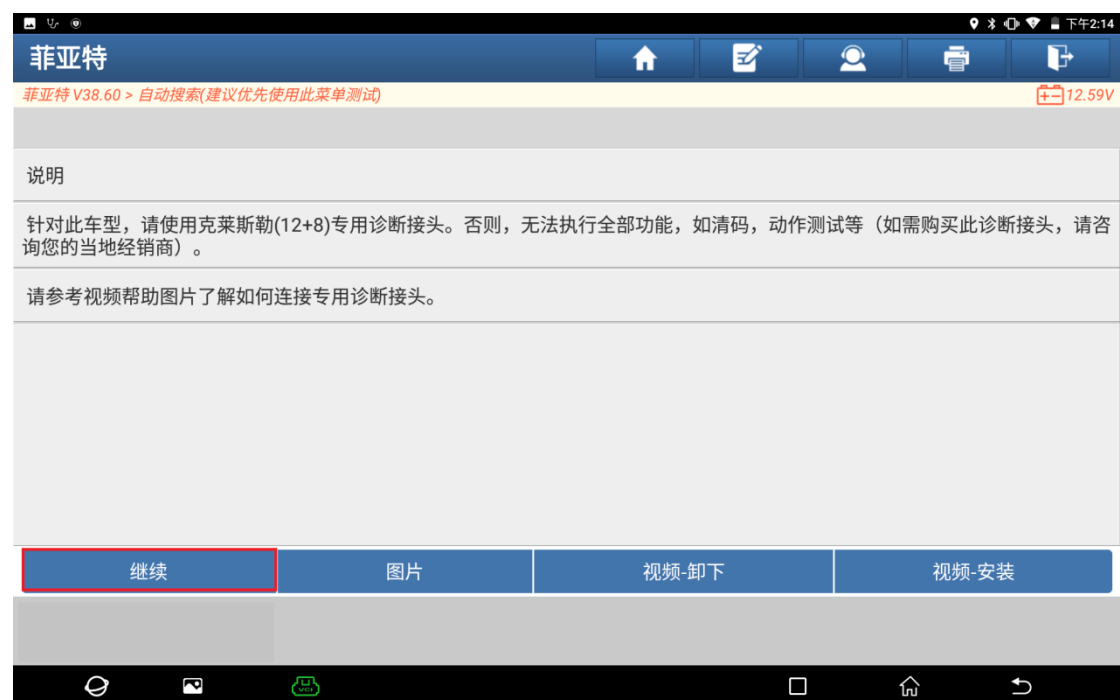 下午2:14
菲亚特
菲亚特 V38.60 > 自动搜索(建议优先使用此菜单测试)
12.59V
说明
针对此车型，请使用克莱斯勒(12+8)专用诊断接头。否则，无法执行全部功能，如清码，动作测试等（如需购买此诊断接头，请咨
询您的当地经销商）。
请参考视频帮助图片了解如何连接专用诊断接头。
继续
图片
视频-卸下
视频-安装
VCI